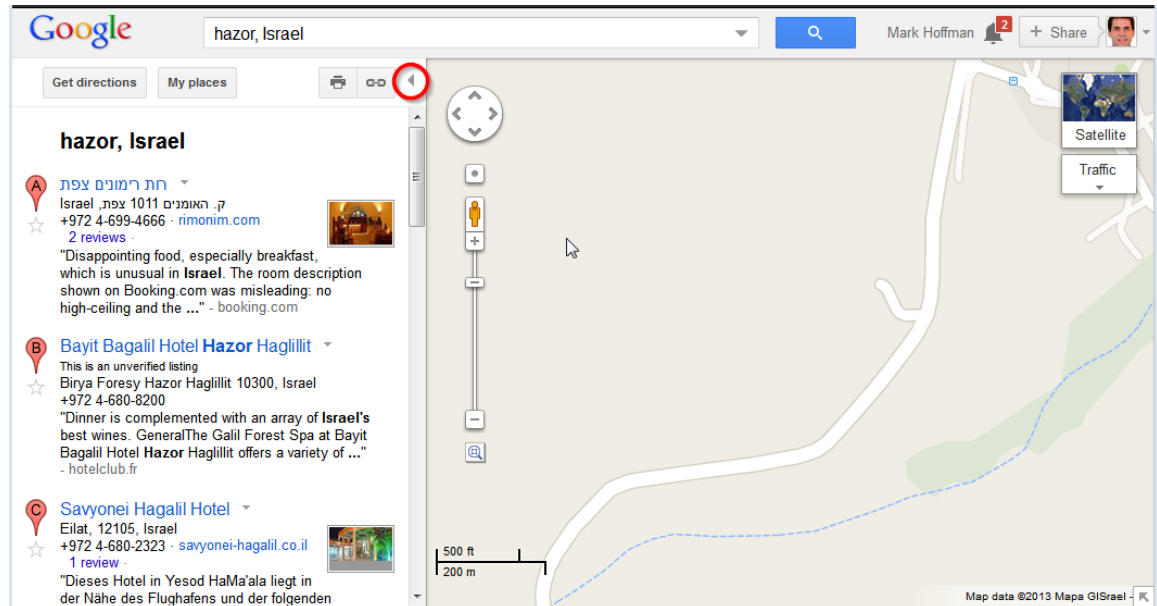 Google
hazor, Israel
Mark Hoffman
2
+ Share
Get directions
My places
hazor, Israel
A
רות רימונים צפת
ק. האומנים 1011 צפת, Israel
+972 4-699-4666 · rimonim.com
2 reviews ·
"Disappointing food, especially breakfast,
which is unusual in Israel. The room description
shown on Booking.com was misleading: no
high-ceiling and the ..." - booking.com
B
Bayit Bagalil Hotel Hazor Haglillit
This is an unverified listing
Birya Foresy Hazor Haglillit 10300, Israel
+972 4-680-8200
"Dinner is complemented with an array of Israel's
best wines. GeneralThe Galil Forest Spa at Bayit
Bagalil Hotel Hazor Haglillit offers a variety of ..."
- hotelclub.fr
C
Savyonei Hagalil Hotel
Eilat, 12105, Israel
+972 4-680-2323 · savyonei-hagalil.co.il
1 review ·
"Dieses Hotel in Yesod HaMa'ala liegt in
der Nähe des Flughafens und der folgenden
Satellite
Traffic
500 ft
200 m
Map data ©2013 Mapa GISrael -